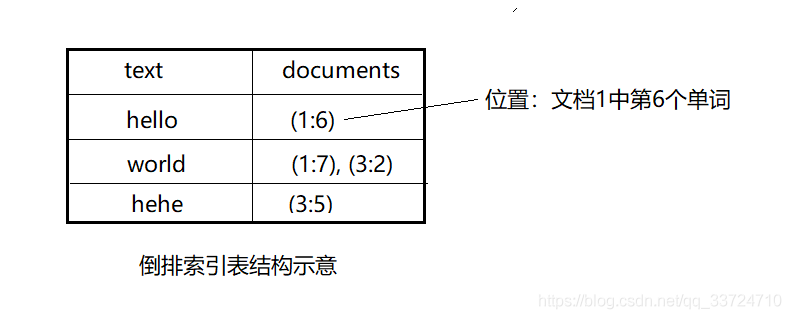 text documents
hello (1:6) 位置：文档1中第6个单词
world (1:7), (3:2)
hehe (3:5)
倒排索引表结构示意
https://blog.csdn.net/qq_33724710